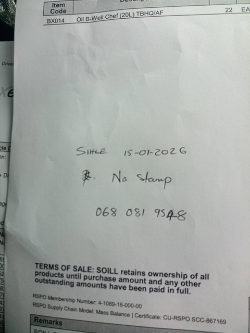 Item
Code
BX014 Oil B-Well Chef (20L) TBHQ/AF 22 EA
15-01-2026
No Stamp
068 081 9548
TERMS OF SALE: SOILL retains ownership of all
products until purchase amount and any other
outstanding amounts have been paid in full.
RSPO Membership Number: 4-1089-16-000-00
RSPO Supply Chain Model: Mass Balance | Certificate: CU-RSPO SCC-867169
Remarks